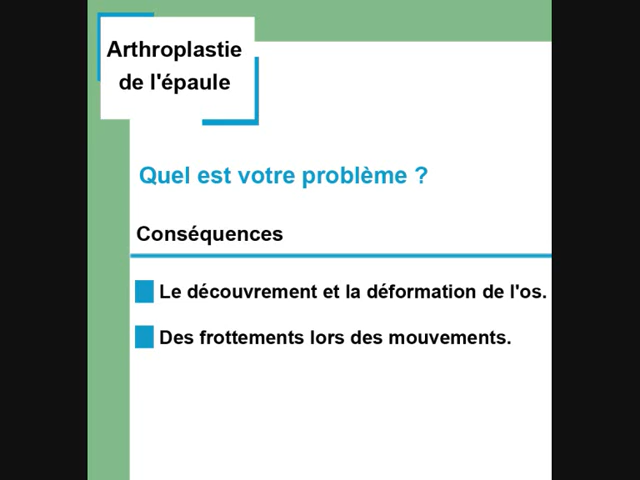 Arthroplastie
de l'épaule
Quel est votre problème ?
Conséquences
Le découvrement et la déformation de l'os.
Des frottements lors des mouvements.